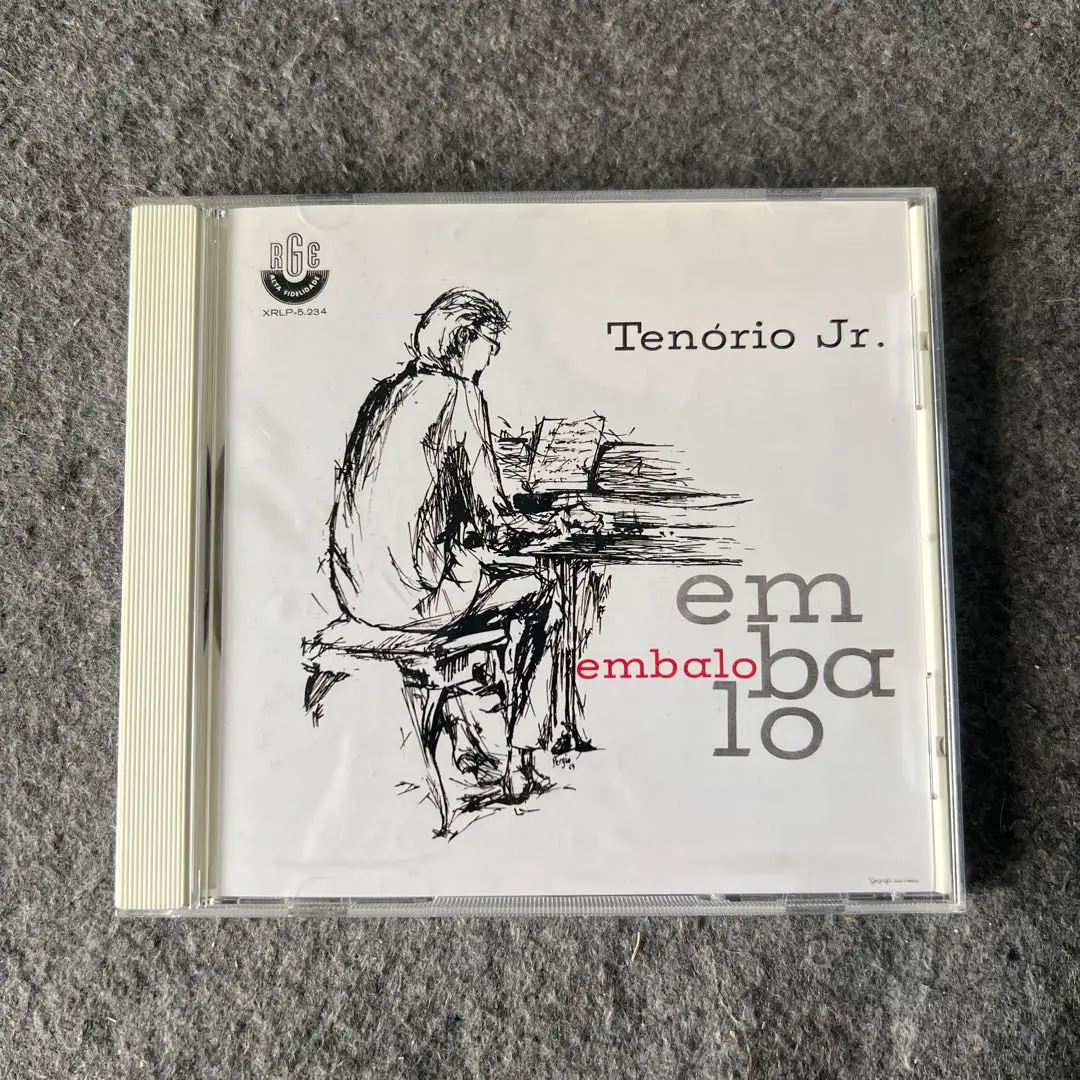 RGE
ALTA FIDELIDADE
XRLP-5.234
Tenório Jr.
em
embalo
ba
lo